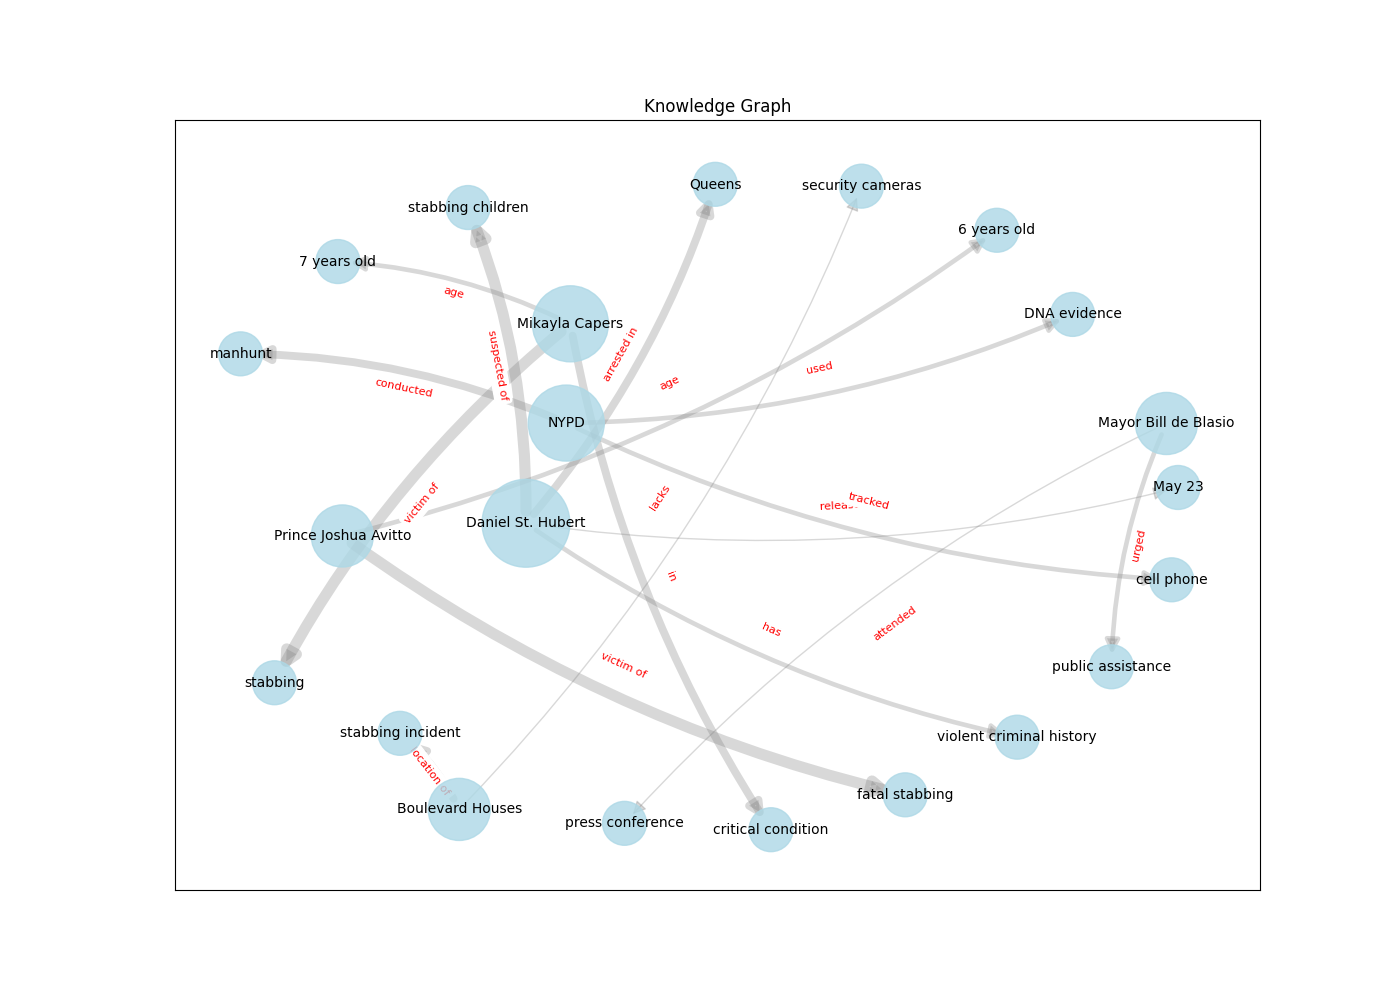 Knowledge Graph
Queens
security cameras
stabbing children
6 years old
7 years old
age
DNA evidence
Mikayla Capers
manhunt
suspected of
arrested in
used
age
conducted
NYPD
Mayor Bill de Blasio
May 23
victim of
lacks
tracked
Daniel St. Hubert
Prince Joshua Avitto
urged
in
cell phone
attended
has
victim of
public assistance
stabbing
stabbing incident
violent criminal history
of
fatal stabbing
Boulevard Houses
press conference
critical condition